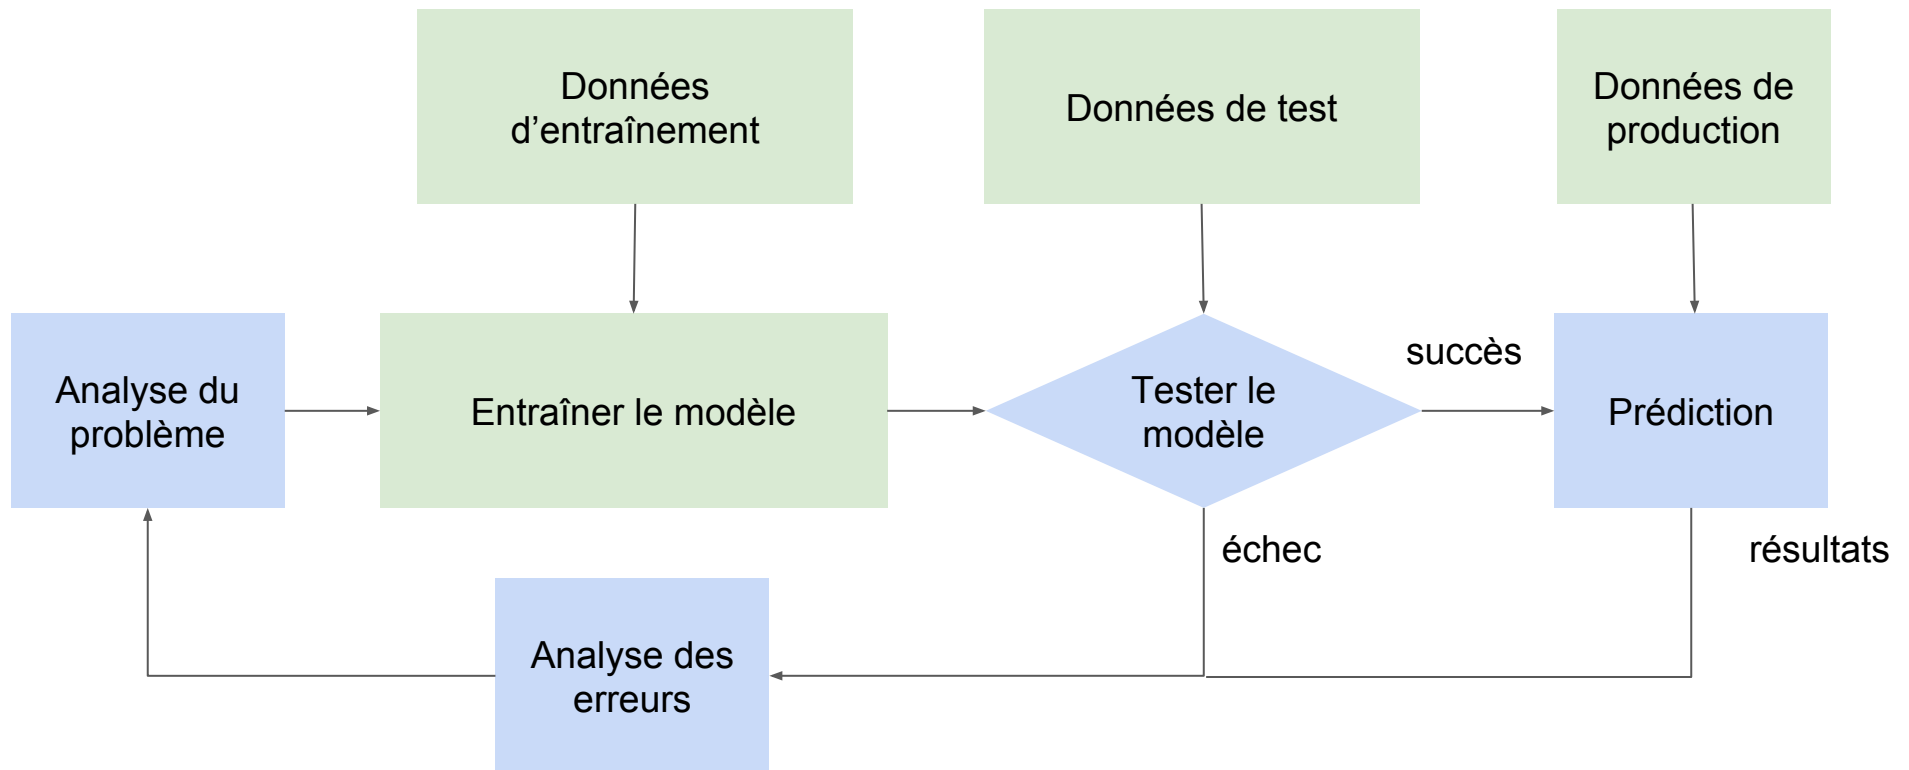 Données
d’entraînement
Données de test
Données de
production
Analyse du
problème
Entraîner le modèle
Tester le
modèle
succès
Prédiction
échec
résultats
Analyse des
erreurs